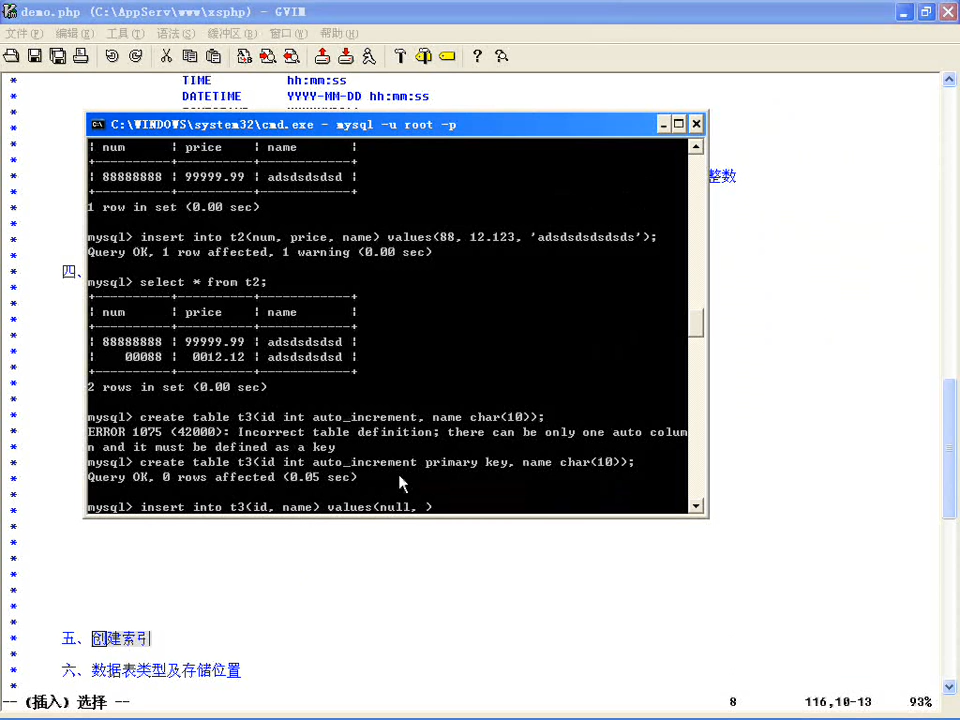 demo.php (C:\AppServ\www\xsphp) - GVIM
文件(F) 编辑(E) 工具(T) 语法(S) 缓冲区(B) 窗口(W) 帮助(H)
* TIME hh:mm:ss
* DATETIME YYYY-MM-DD hh:mm:ss
C:\WINDOWS\system32\cmd.exe - mysql -u root -p
| num | price | name |
+----------+----------+------------+
| 88888888 | 99999.99 | adsdsdsdsd |
+----------+----------+------------+
1 row in set (0.00 sec)
整数
mysql> insert into t2(num, price, name) values(88, 12.123, 'adsdsdsdsdsds');
Query OK, 1 row affected, 1 warning (0.00 sec)
四、
mysql> select * from t2;
+----------+----------+------------+
| num | price | name |
+----------+----------+------------+
| 88888888 | 99999.99 | adsdsdsdsd |
| 00088 | 0012.12 | adsdsdsdsd |
+----------+----------+------------+
2 rows in set (0.00 sec)
mysql> create table t3(id int auto_increment, name char(10));
ERROR 1075 (42000): Incorrect table definition; there can be only one auto colum
n and it must be defined as a key
mysql> create table t3(id int auto_increment primary key, name char(10));
Query OK, 0 rows affected (0.05 sec)
mysql> insert into t3(id, name) values(null, )
* 五、创建索引
* 六、数据表类型及存储位置
-- (插入) 选择 -- 8 116,10-13 93%